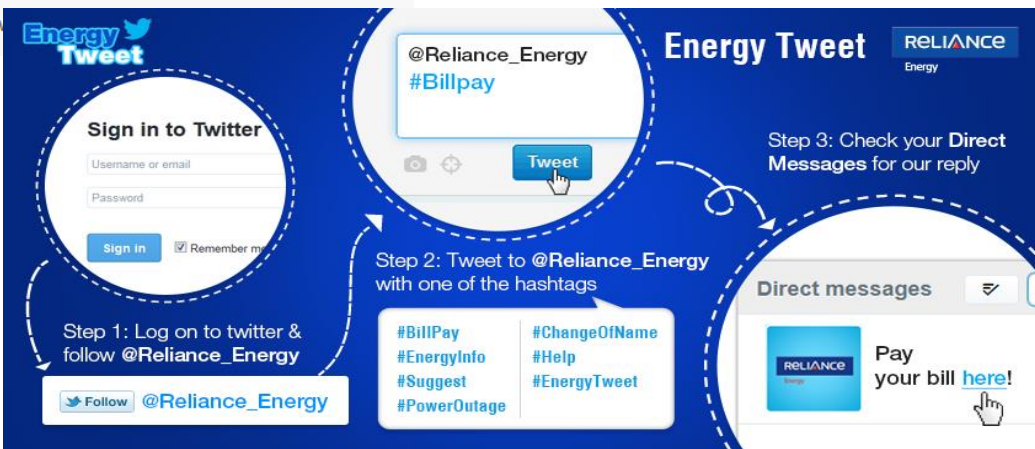 Energy
Tweet
Sign in to Twitter
Username or email
Password
Sign in
Remember me
Step 1: Log on to twitter &
follow @Reliance_Energy
Follow @Reliance_Energy
@Reliance_Energy
#Billpay
Tweet
Step 2: Tweet to @Reliance_Energy
with one of the hashtags
#BillPay
#EnergyInfo
#Suggest
#PowerOutage
#ChangeOfName
#Help
#EnergyTweet
Energy Tweet
RELIANCE
Energy
Step 3: Check your Direct
Messages for our reply
Direct messages
RELIANCE
Energy
Pay
your bill here!